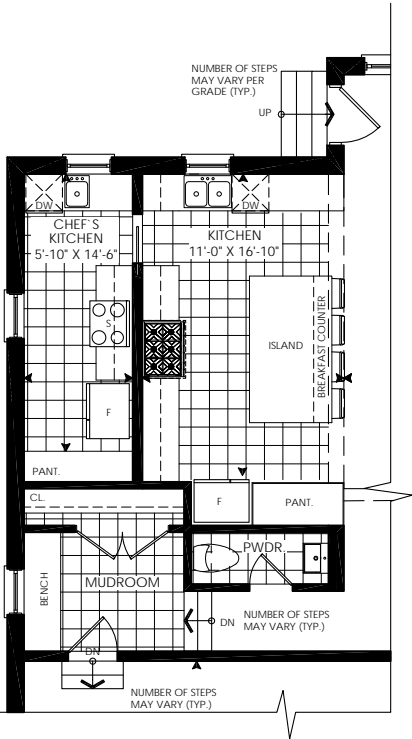 NUMBER OF STEPS
MAY VARY PER
GRADE (TYP.)
UP
DW
DW
CHEF'S
KITCHEN
5'-10" X 14'-6"
KITCHEN
11'-0" X 16'-10"
S
ISLAND
BREAKFAST COUNTER
F
PANT.
F
PANT.
CL.
PWDR.
BENCH
MUDROOM
DN
NUMBER OF STEPS
MAY VARY (TYP.)
DN
NUMBER OF STEPS
MAY VARY (TYP.)